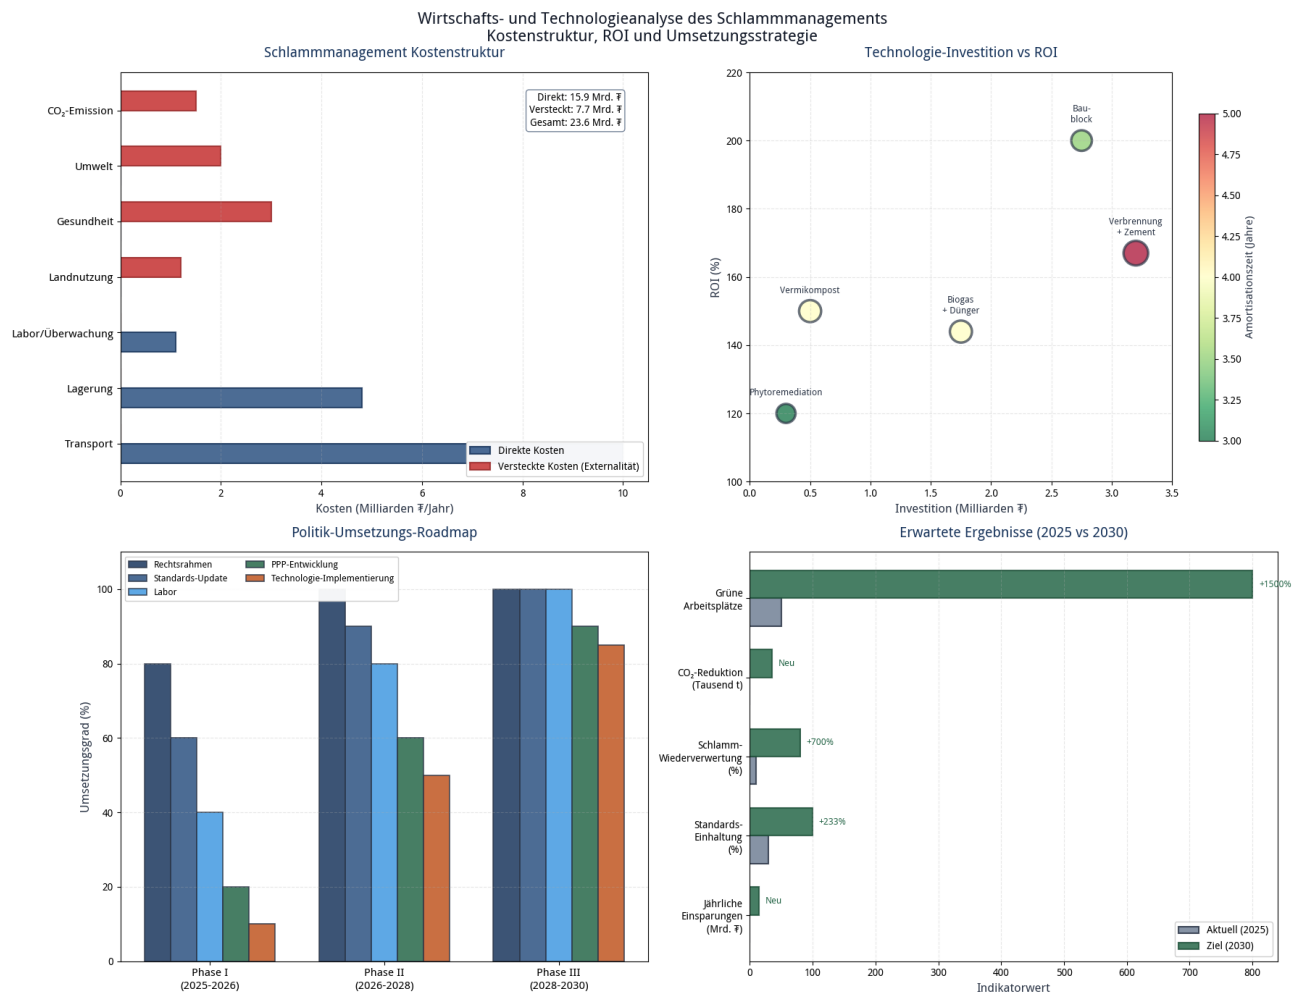 Wirtschafts- und Technologieanalyse des Schlammmanagements
Kostenstruktur, ROI und Umsetzungsstrategie
Schlammmanagement Kostenstruktur
CO₂-Emission
Umwelt
Gesundheit
Landnutzung
Labor/Überwachung
Lagerung
Transport
Direkt: 15.9 Mrd. ₮
Versteckt: 7.7 Mrd. ₮
Gesamt: 23.6 Mrd. ₮
Direkte Kosten
Versteckte Kosten (Externalität)
0 2 4 6 8 10
Kosten (Milliarden ₮/Jahr)
Technologie-Investition vs ROI
220
200
180
160
140
120
100
ROI (%)
Bau-
block
Verbrennung
+ Zement
Vermikompost
Biogas
+ Dünger
Phytoremediation
0.0 0.5 1.0 1.5 2.0 2.5 3.0 3.5
Investition (Milliarden ₮)
5.00
4.75
4.50
4.25
4.00
3.75
3.50
3.25
3.00
Amortisationszeit (Jahre)
Politik-Umsetzungs-Roadmap
Rechtsrahmen
Standards-Update
Labor
PPP-Entwicklung
Technologie-Implementierung
100
80
60
40
20
0
Umsetzungsgrad (%)
Phase I
(2025-2026)
Phase II
(2026-2028)
Phase III
(2028-2030)
Erwartete Ergebnisse (2025 vs 2030)
Grüne
Arbeitsplätze
+1500%
CO₂-Reduktion
(Tausend t)
Neu
Schlamm-
Wiederverwertung
(%)
+700%
Standards-
Einhaltung
(%)
+233%
Jährliche
Einsparungen
(Mrd. ₮)
Neu
Aktuell (2025)
Ziel (2030)
0 100 200 300 400 500 600 700 800
Indikatorwert